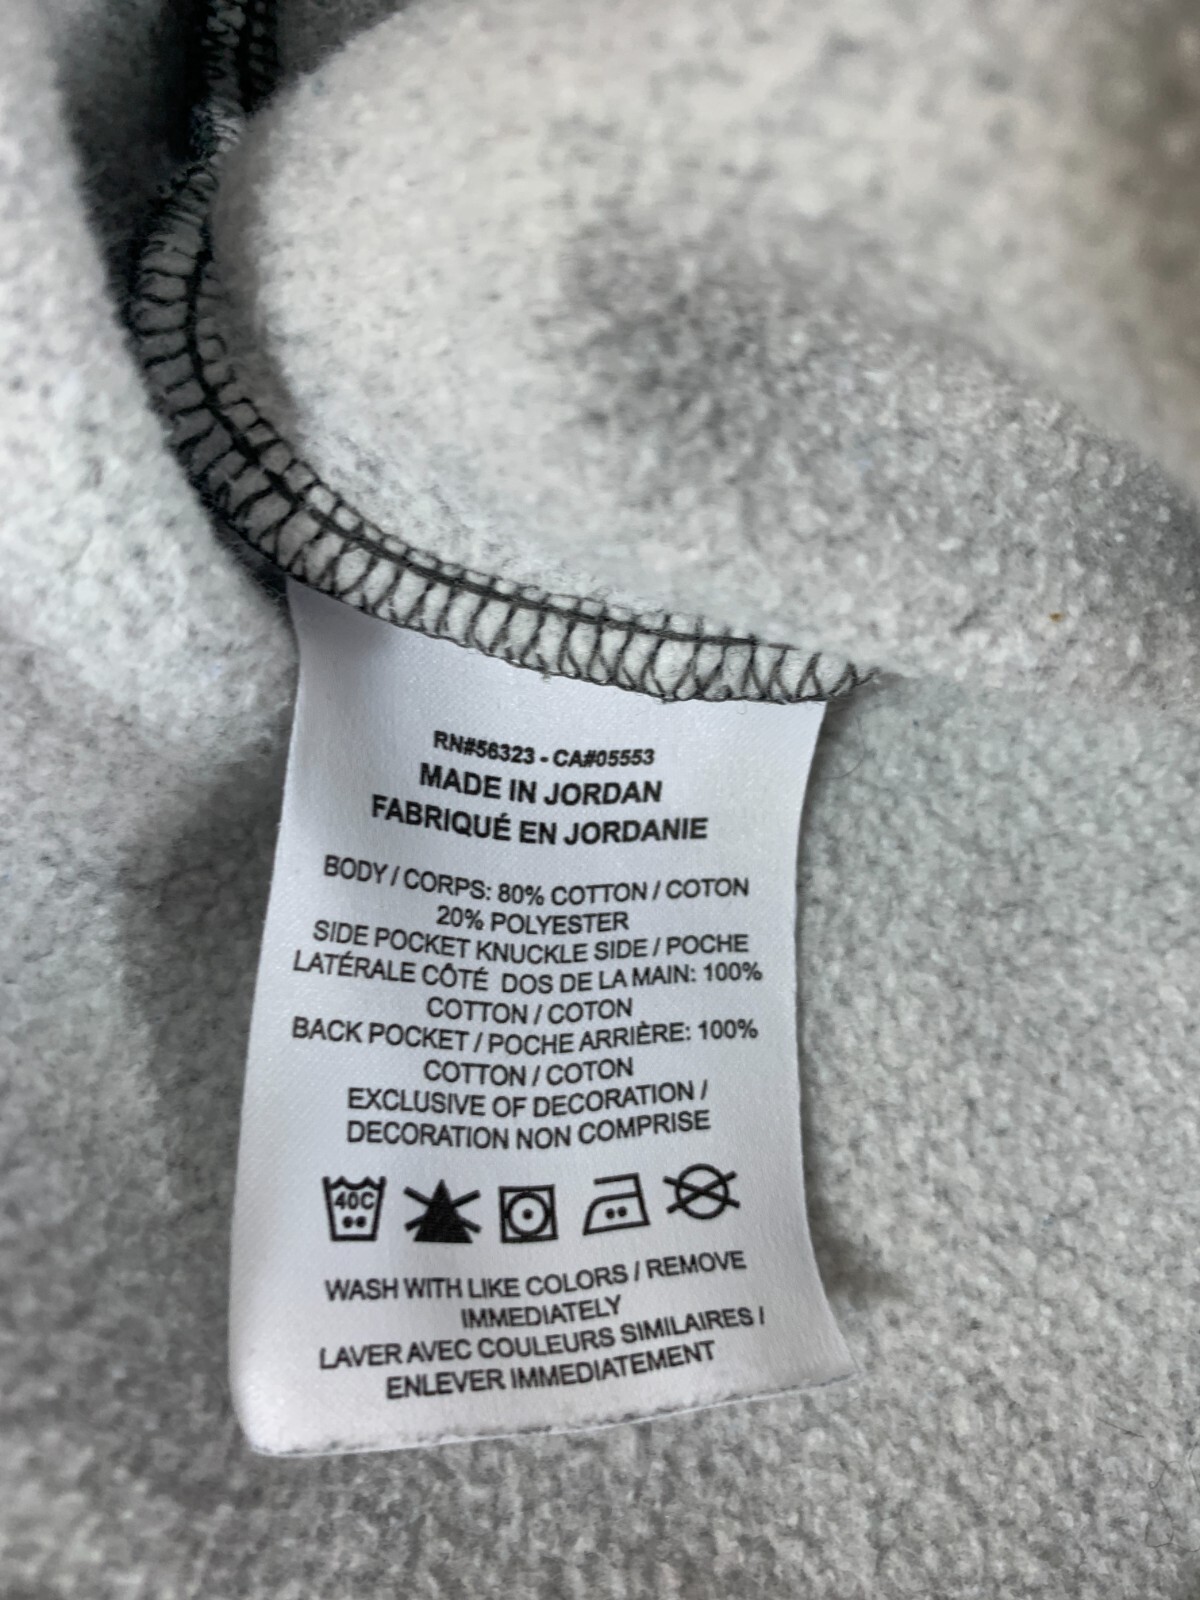 RN#56323 - CA#05553
MADE IN JORDAN
FABRIQUÉ EN JORDANIE
BODY / CORPS: 80% COTTON / COTON
20% POLYESTER
SIDE POCKET KNUCKLE SIDE / POCHE
LATÉRALE CÔTÉ DOS DE LA MAIN: 100%
COTTON / COTON
BACK POCKET / POCHE ARRIÈRE: 100%
COTTON / COTON
EXCLUSIVE OF DECORATION /
DECORATION NON COMPRISE
40C
WASH WITH LIKE COLORS / REMOVE
IMMEDIATELY
LAVER AVEC COULEURS SIMILAIRES /
ENLEVER IMMEDIATEMENT